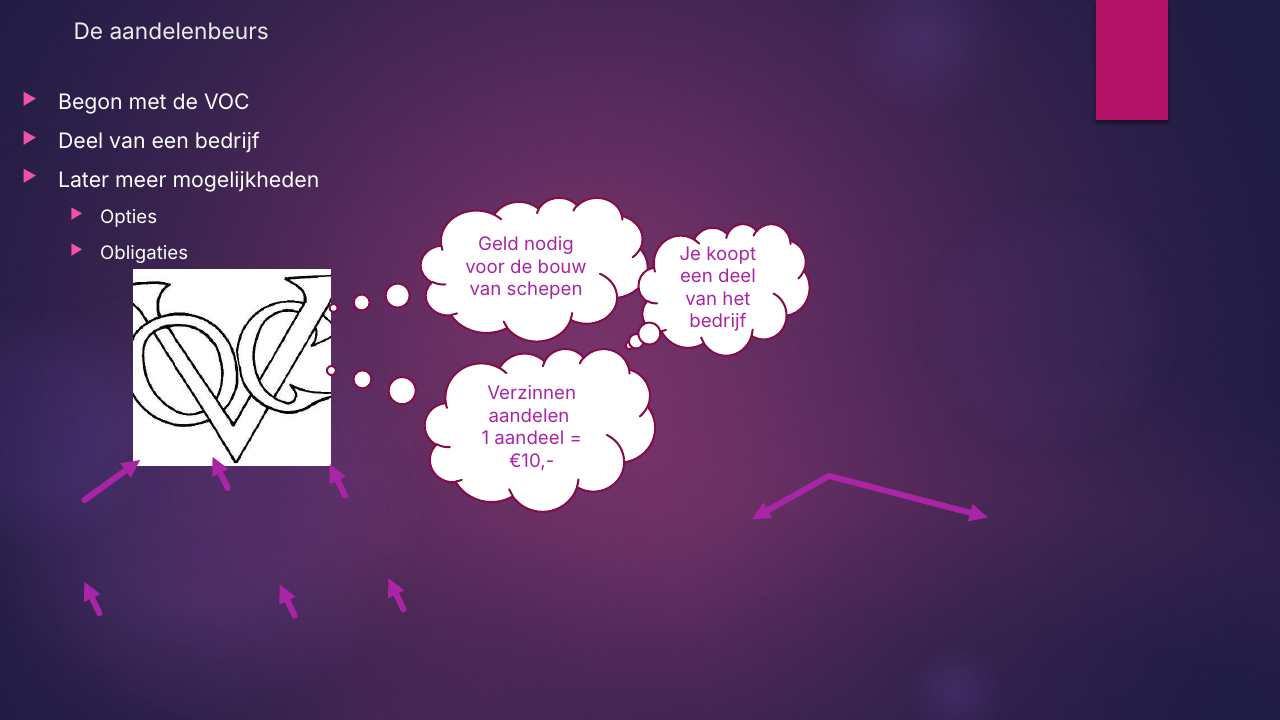 De aandelenbeurs
Begon met de VOC
Deel van een bedrijf
Later meer mogelijkheden
Opties
Obligaties
VOC
Geld nodig
voor de bouw
van schepen
Je koopt
een deel
van het
bedrijf
Verzinnen
aandelen
1 aandeel =
€10,-